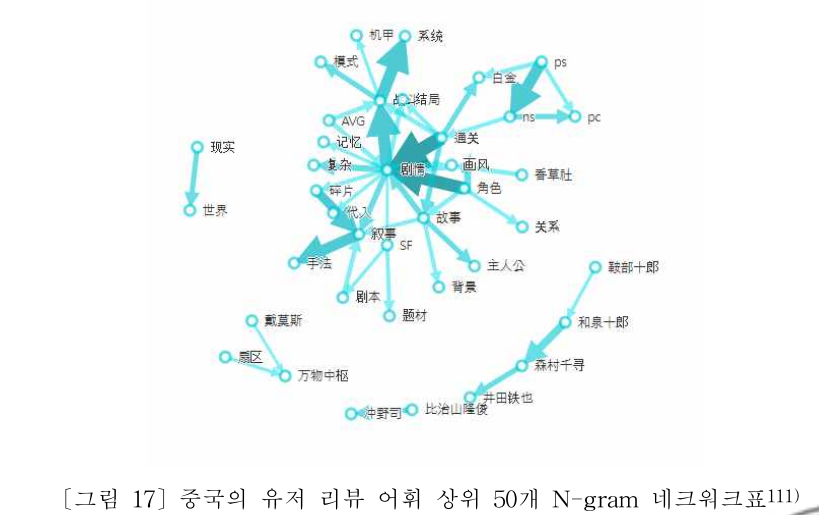 机甲 系统
模式 ps
白金
战斗结局
AVG ns pc
通关
记忆
现实
复杂 剧情 画风 香草社
角色
碎片
世界 代入 故事
关系
叙事
SF
手法 主人公 鞍部十郎
背景
剧本
题材
戴莫斯 和泉十郎
扇区 森村千寻
万物中枢
井田铁也
冲野司 比治山隆俊
[그림 17] 중국의 유저 리뷰 어휘 상위 50개 N-gram 네크워크표111)